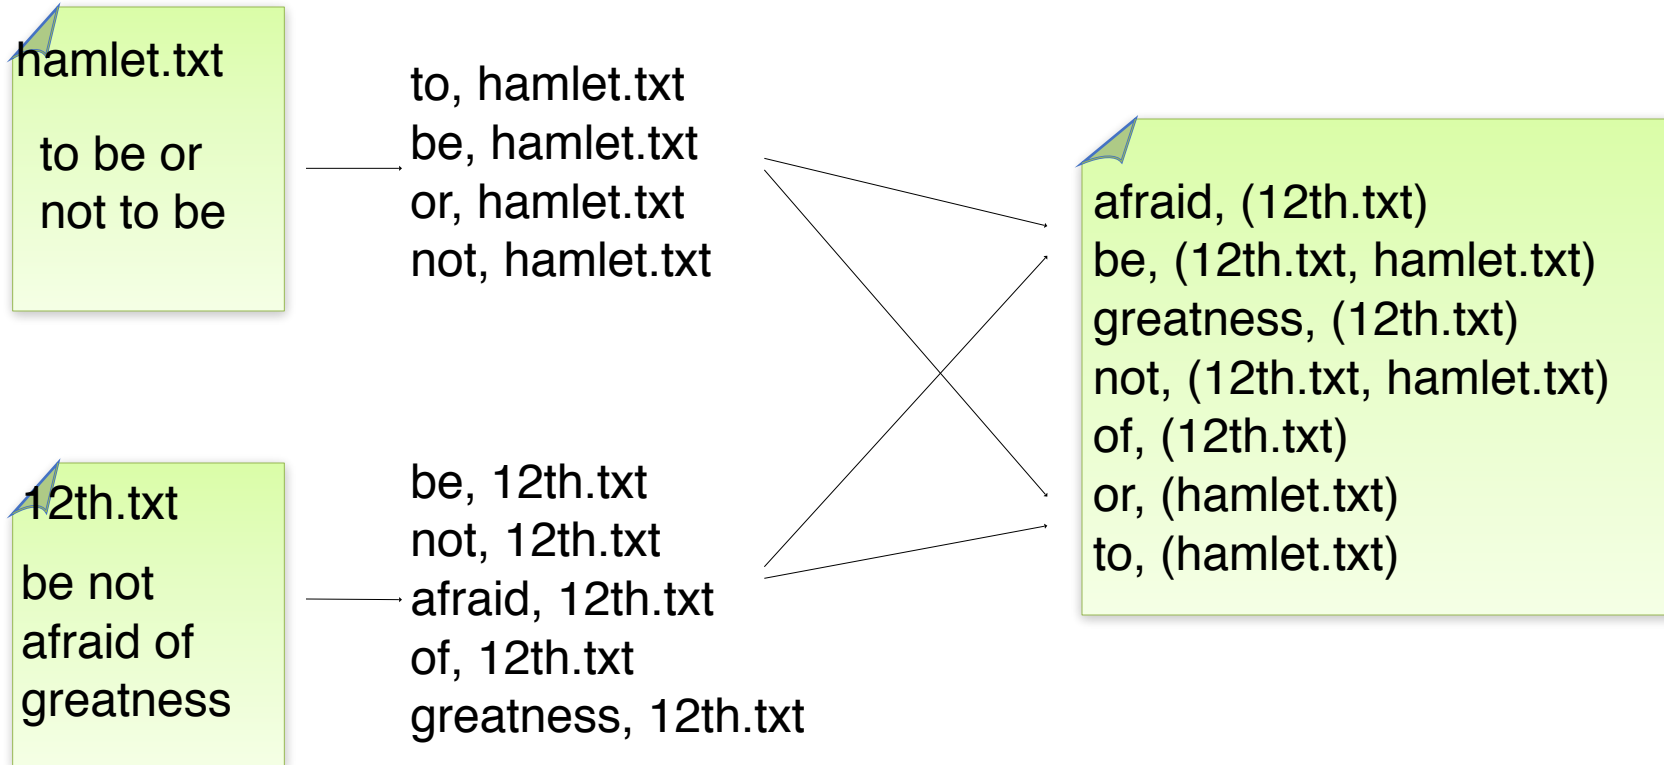 hamlet.txt
to be or
not to be
to, hamlet.txt
be, hamlet.txt
or, hamlet.txt
not, hamlet.txt
12th.txt
be not
afraid of
greatness
be, 12th.txt
not, 12th.txt
afraid, 12th.txt
of, 12th.txt
greatness, 12th.txt
afraid, (12th.txt)
be, (12th.txt, hamlet.txt)
greatness, (12th.txt)
not, (12th.txt, hamlet.txt)
of, (12th.txt)
or, (hamlet.txt)
to, (hamlet.txt)